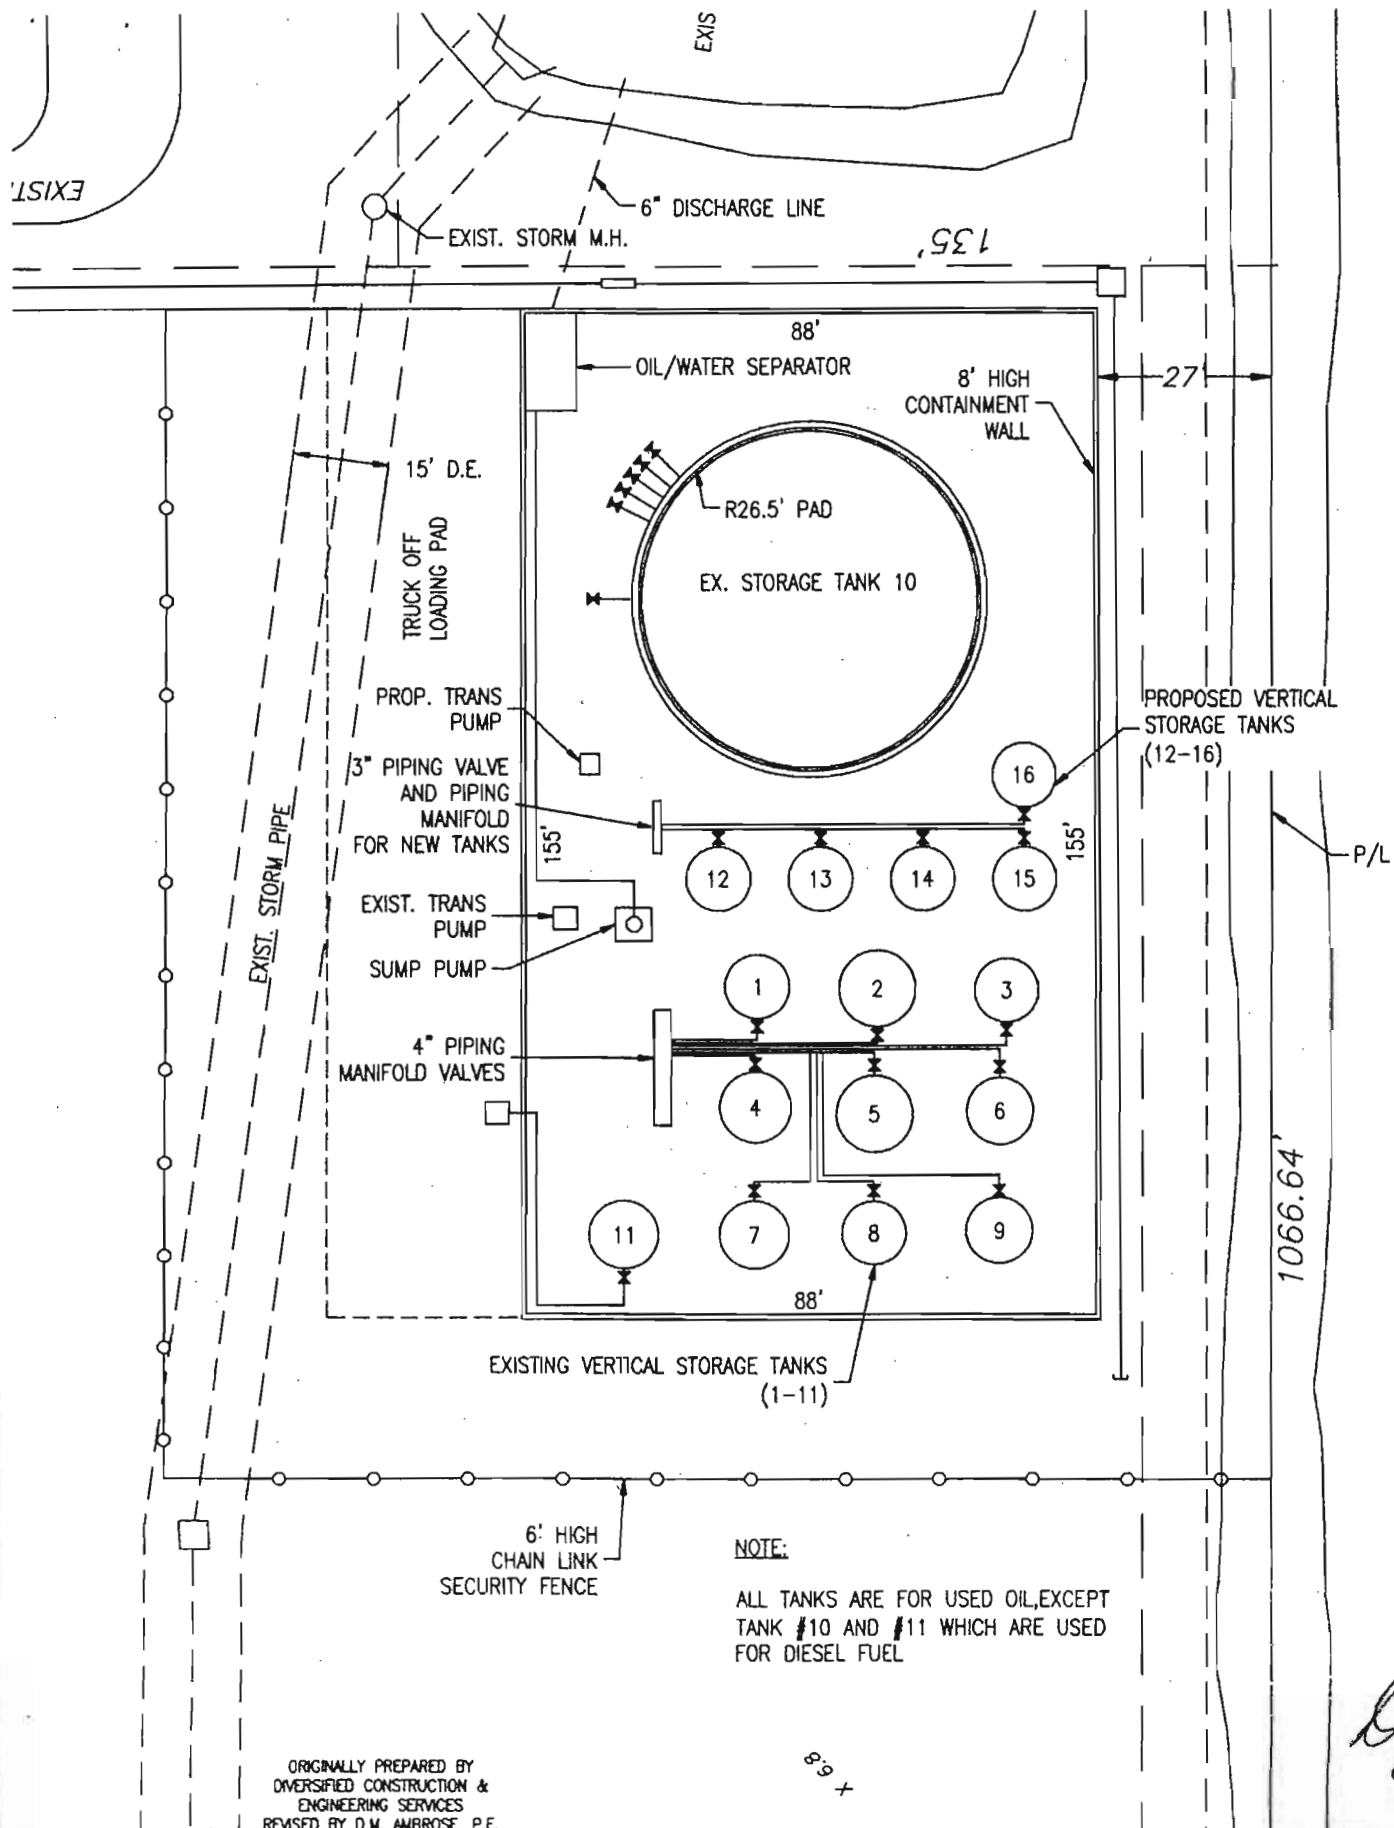 EXIS
EXIST.
6" DISCHARGE LINE
EXIST. STORM M.H.
135'
88'
OIL/WATER SEPARATOR
8' HIGH
CONTAINMENT
WALL
27'
15' D.E.
R26.5' PAD
TRUCK OFF
LOADING PAD
EX. STORAGE TANK 10
PROP. TRANS
PUMP
PROPOSED VERTICAL
STORAGE TANKS
(12-16)
3" PIPING VALVE
AND PIPING
MANIFOLD
FOR NEW TANKS
16
155'
155'
P/L
12
13
14
15
EXIST. STORM PIPE
EXIST. TRANS
PUMP
SUMP PUMP
1
2
3
4" PIPING
MANIFOLD VALVES
4
5
6
1066.64'
11
7
8
9
88'
EXISTING VERTICAL STORAGE TANKS
(1-11)
6' HIGH
CHAIN LINK
SECURITY FENCE
NOTE:
ALL TANKS ARE FOR USED OIL,EXCEPT
TANK #10 AND #11 WHICH ARE USED
FOR DIESEL FUEL
ORIGINALLY PREPARED BY
DIVERSIFIED CONSTRUCTION &
ENGINEERING SERVICES
REVISED BY D.M. AMBROSE, P.E.